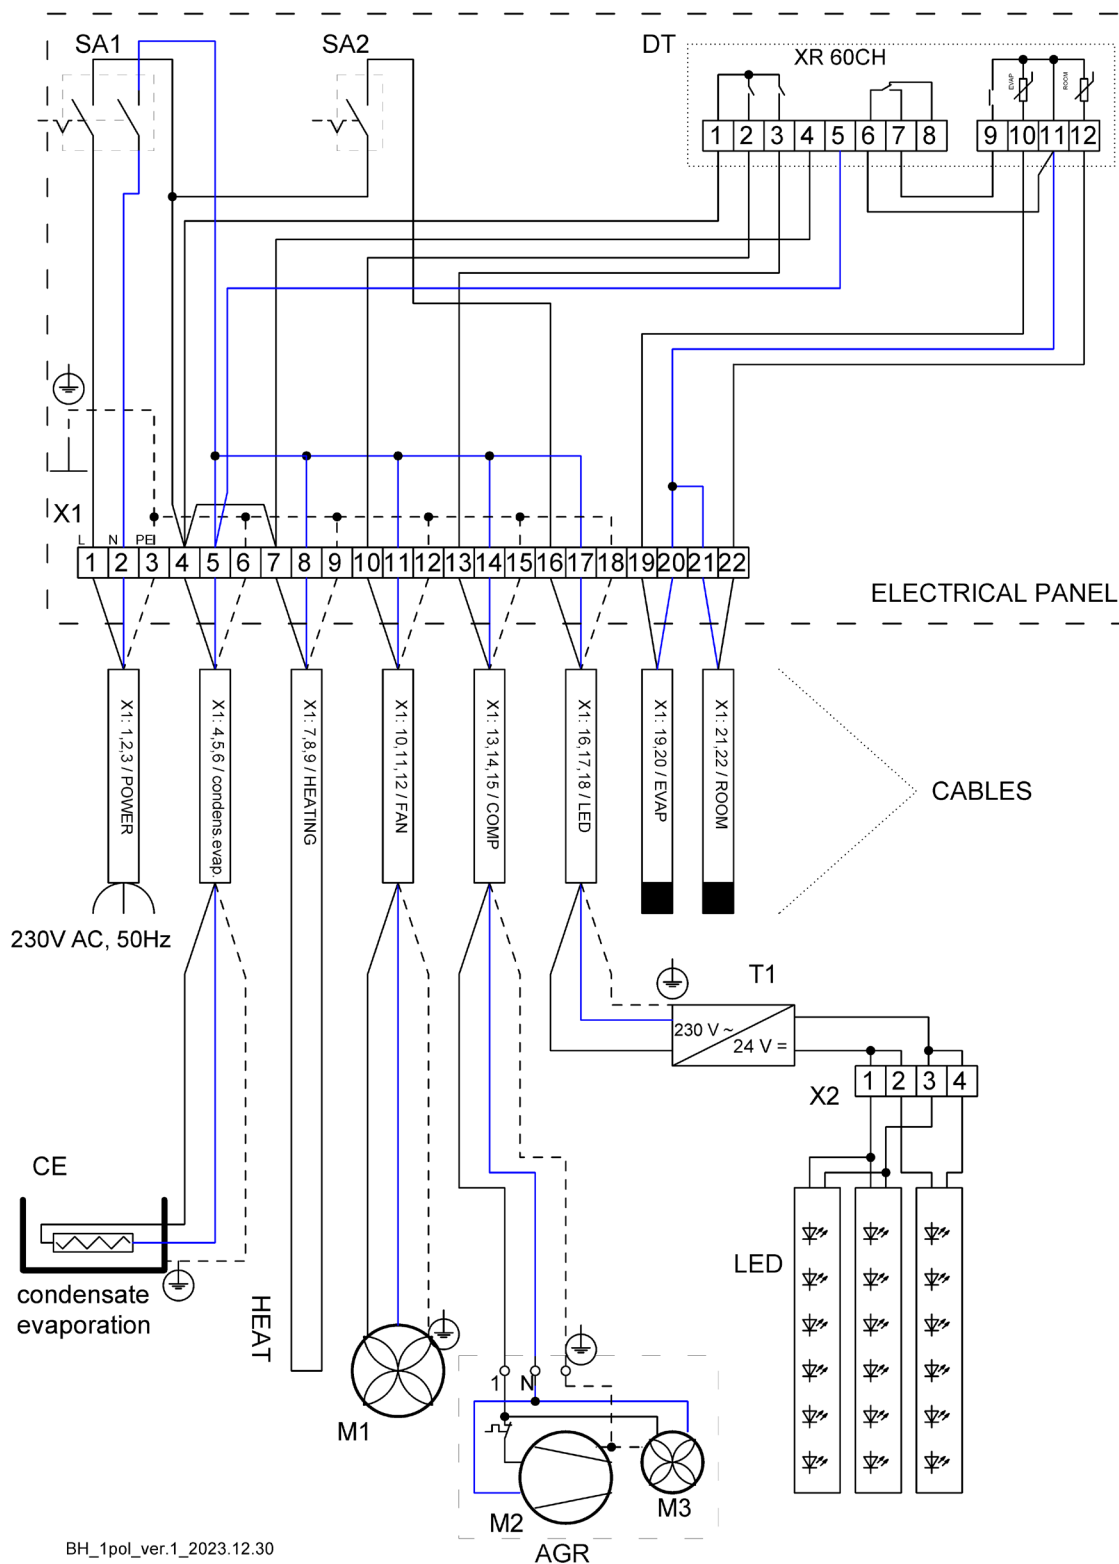 SA1
SA2
DT
XR 60CH
EVAP
ROOM
1 2 3 4 5 6 7 8
9 10 11 12
X1
L N PE
1 2 3 4 5 6 7 8 9 10 11 12 13 14 15 16 17 18 19 20 21 22
ELECTRICAL PANEL
X1: 1,2,3 / POWER
X1: 4,5,6 / condens.evap.
X1: 7,8,9 / HEATING
X1: 10,11,12 / FAN
X1: 13,14,15 / COMP
X1: 16,17,18 / LED
X1: 19,20 / EVAP
X1: 21,22 / ROOM
CABLES
230V AC, 50Hz
T1
230 V ~
24 V =
X2
1 2 3 4
CE
condensate
evaporation
HEAT
LED
M1
1 N
M2
M3
AGR
BH_1pol_ver.1_2023.12.30